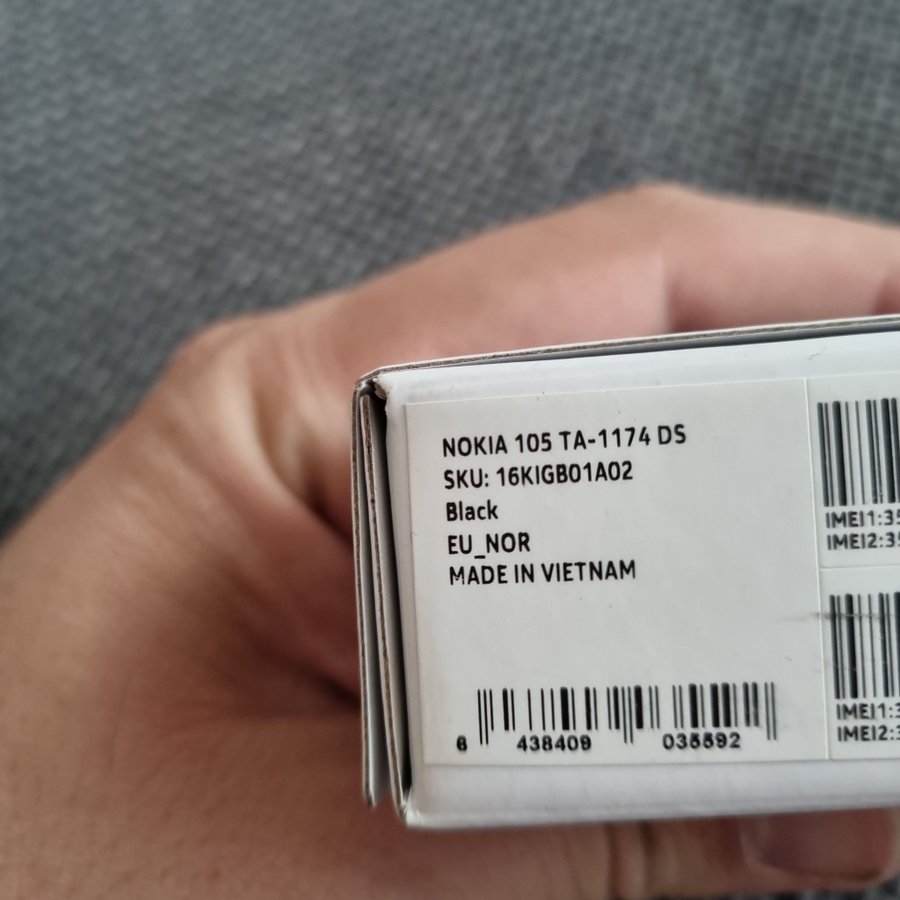 NOKIA 105 TA-1174 DS
SKU: 16KIGB01A02
Black
EU_NOR
MADE IN VIETNAM
6 438409 035592
IMEI1:35
IMEI2:35
IMEI1:3
IMEI2:3